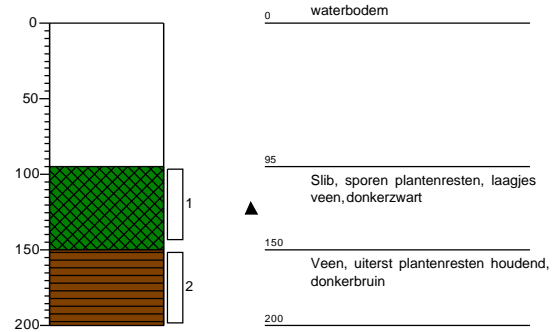 0
50
100
150
200
1
2
0
waterbodem
95
Slib, sporen plantenresten, laagjes
veen, donkerzwart
150
Veen, uiterst plantenresten houdend,
donkerbruin
200